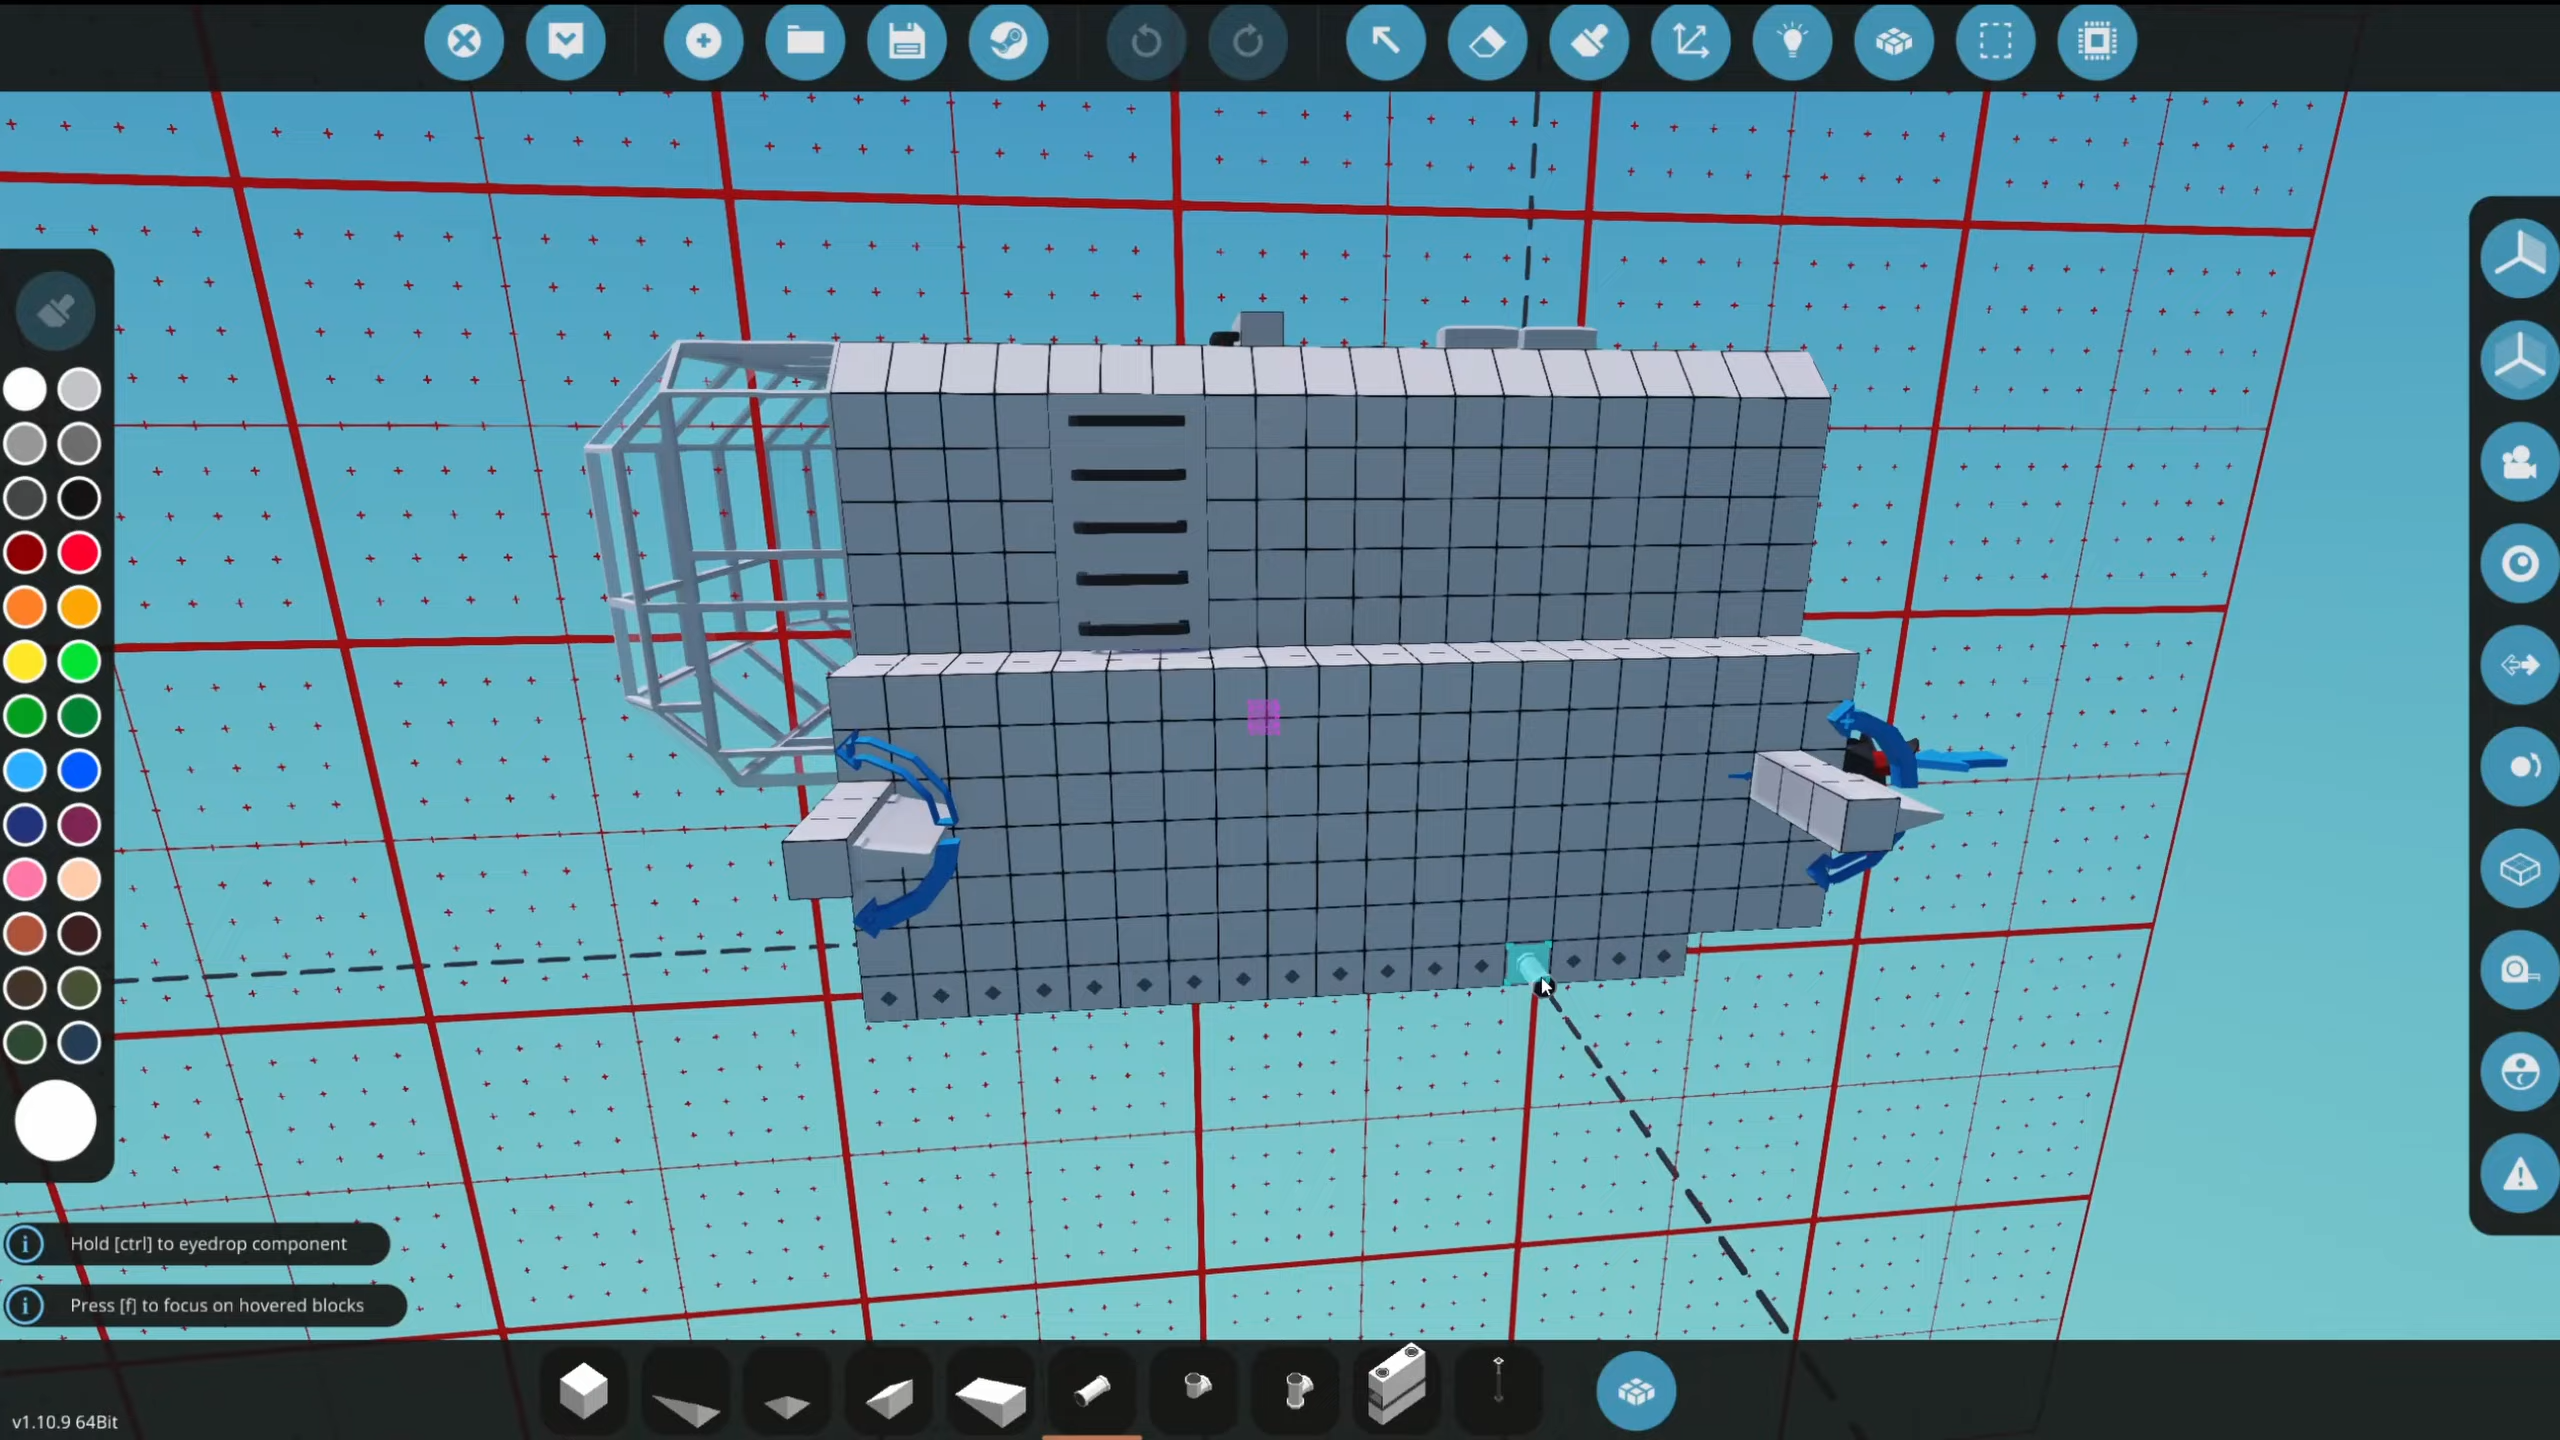 Hold [ctrl] to eyedrop component
Press [f] to focus on hovered blocks
v1.10.9 64Bit